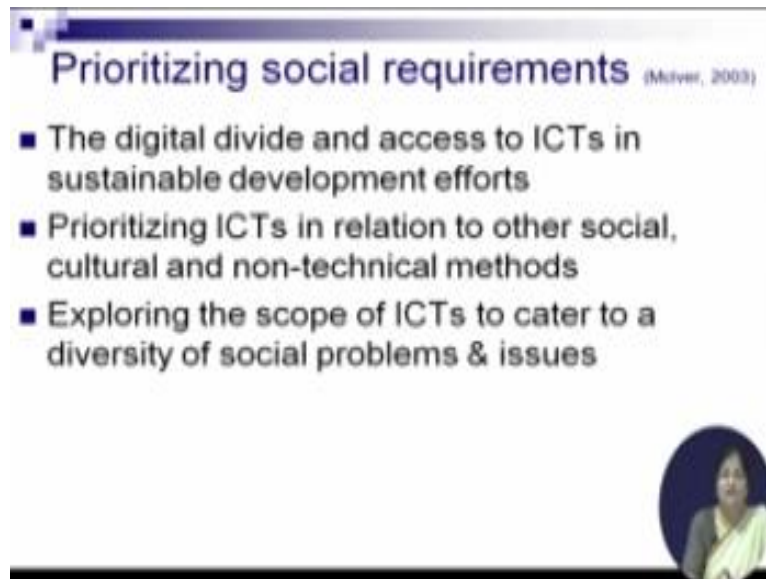 Prioritizing social requirements (McIver, 2003)
The digital divide and access to ICTs in
sustainable development efforts
Prioritizing ICTs in relation to other social,
cultural and non-technical methods
Exploring the scope of ICTs to cater to a
diversity of social problems & issues